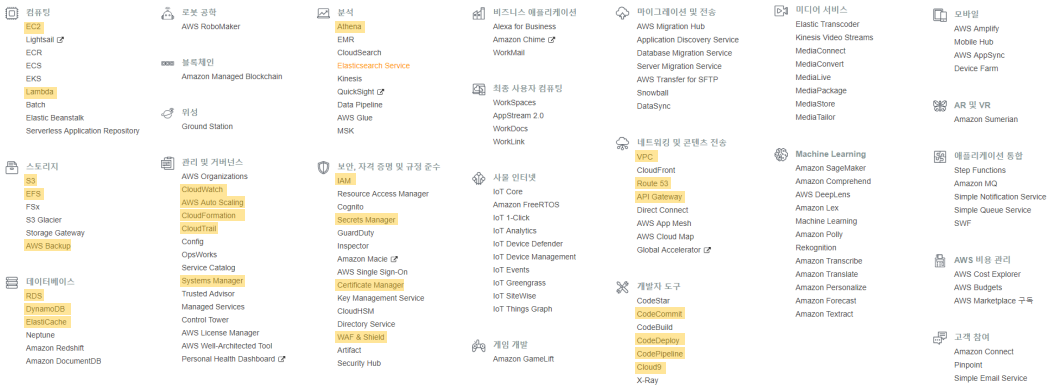 컴퓨팅
EC2
Lightsail
ECR
ECS
EKS
Lambda
Batch
Elastic Beanstalk
Serverless Application Repository
스토리지
S3
EFS
FSx
S3 Glacier
Storage Gateway
AWS Backup
데이터베이스
RDS
DynamoDB
ElastiCache
Neptune
Amazon Redshift
Amazon DocumentDB
로봇 공학
AWS RoboMaker
블록체인
Amazon Managed Blockchain
위성
Ground Station
관리 및 거버넌스
AWS Organizations
CloudWatch
AWS Auto Scaling
CloudFormation
CloudTrail
Config
OpsWorks
Service Catalog
Systems Manager
Trusted Advisor
Managed Services
Control Tower
AWS License Manager
AWS Well-Architected Tool
Personal Health Dashboard
분석
Athena
EMR
CloudSearch
Elasticsearch Service
Kinesis
QuickSight
Data Pipeline
AWS Glue
MSK
보안, 자격 증명 및 규정 준수
IAM
Resource Access Manager
Cognito
Secrets Manager
GuardDuty
Inspector
Amazon Macie
AWS Single Sign-On
Certificate Manager
Key Management Service
CloudHSM
Directory Service
WAF & Shield
Artifact
Security Hub
비즈니스 애플리케이션
Alexa for Business
Amazon Chime
WorkMail
최종 사용자 컴퓨팅
WorkSpaces
AppStream 2.0
WorkDocs
WorkLink
사물 인터넷
IoT Core
Amazon FreeRTOS
IoT 1-Click
IoT Analytics
IoT Device Defender
IoT Device Management
IoT Events
IoT Greengrass
IoT SiteWise
IoT Things Graph
게임 개발
Amazon GameLift
마이그레이션 및 전송
AWS Migration Hub
Application Discovery Service
Database Migration Service
Server Migration Service
AWS Transfer for SFTP
Snowball
DataSync
네트워킹 및 콘텐츠 전송
VPC
CloudFront
Route 53
API Gateway
Direct Connect
AWS App Mesh
AWS Cloud Map
Global Accelerator
개발자 도구
CodeStar
CodeCommit
CodeBuild
CodeDeploy
CodePipeline
Cloud9
X-Ray
미디어 서비스
Elastic Transcoder
Kinesis Video Streams
MediaConnect
MediaConvert
MediaLive
MediaPackage
MediaStore
MediaTailor
Machine Learning
Amazon SageMaker
Amazon Comprehend
AWS DeepLens
Amazon Lex
Machine Learning
Amazon Polly
Rekognition
Amazon Transcribe
Amazon Translate
Amazon Personalize
Amazon Forecast
Amazon Textract
모바일
AWS Amplify
Mobile Hub
AWS AppSync
Device Farm
AR 및 VR
Amazon Sumerian
애플리케이션 통합
Step Functions
Amazon MQ
Simple Notification Service
Simple Queue Service
SWF
AWS 비용 관리
AWS Cost Explorer
AWS Budgets
AWS Marketplace 구독
고객 참여
Amazon Connect
Pinpoint
Simple Email Service